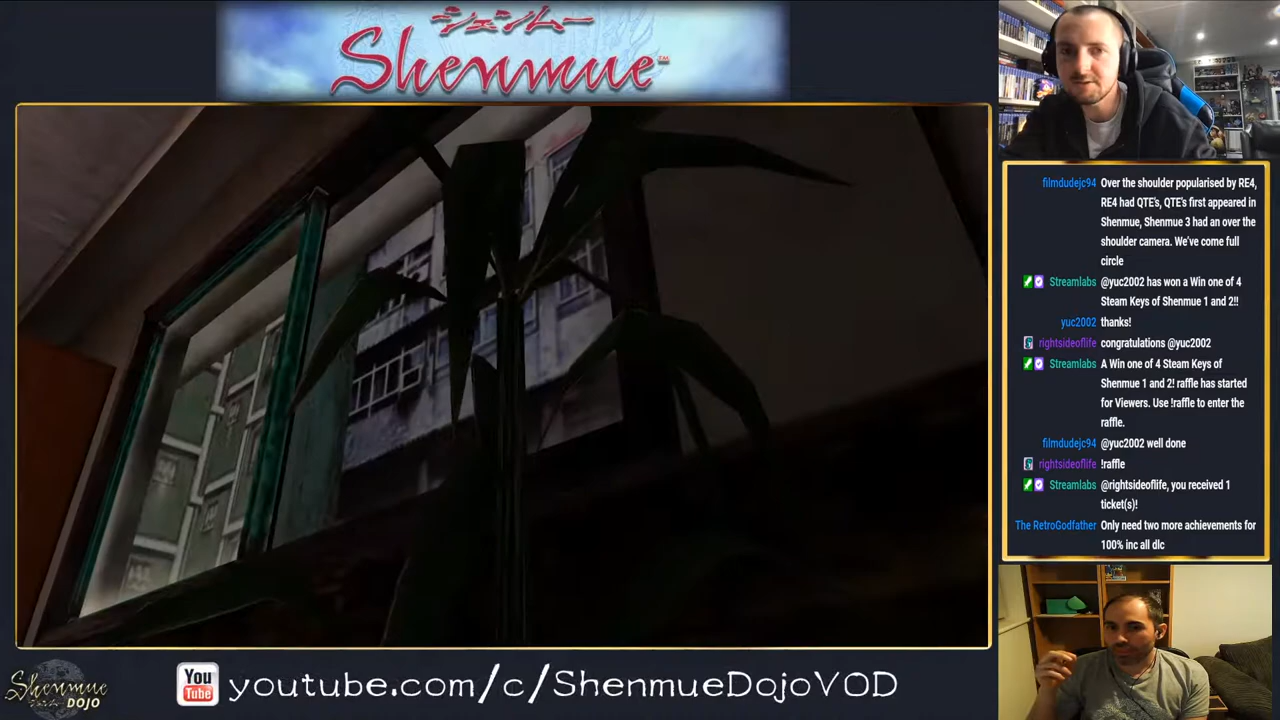 シェンムー
Shenmue™
filmdudejc94 Over the shoulder popularised by RE4,
RE4 had QTE's, QTE's first appeared in
Shenmue, Shenmue 3 had an over the
shoulder camera. We've come full
circle
Streamlabs @yuc2002 has won a Win one of 4
Steam Keys of Shenmue 1 and 2!!
yuc2002 thanks!
rightsideoflife congratulations @yuc2002
Streamlabs A Win one of 4 Steam Keys of
Shenmue 1 and 2! raffle has started
for Viewers. Use !raffle to enter the
raffle.
filmdudejc94 @yuc2002 well done
rightsideoflife !raffle
Streamlabs @rightsideoflife, you received 1
ticket(s)!
The RetroGodfather Only need two more achievements for
100% inc all dlc
Shenmue
DOJO
You
Tube
youtube.com/c/ShenmueDojoVOD